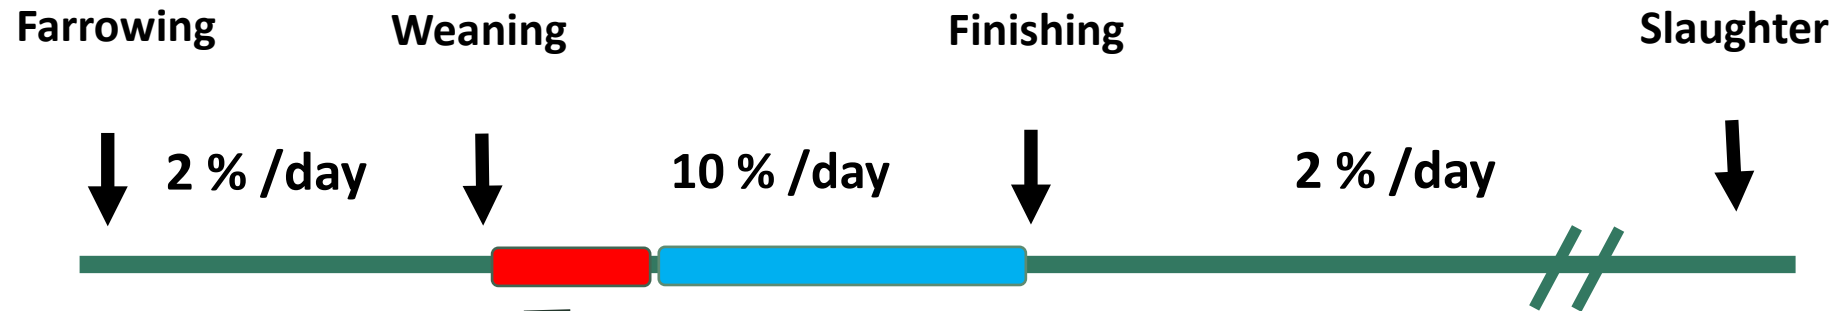 Farrowing
Weaning
Finishing
Slaughter
2 % /day
10 % /day
2 % /day